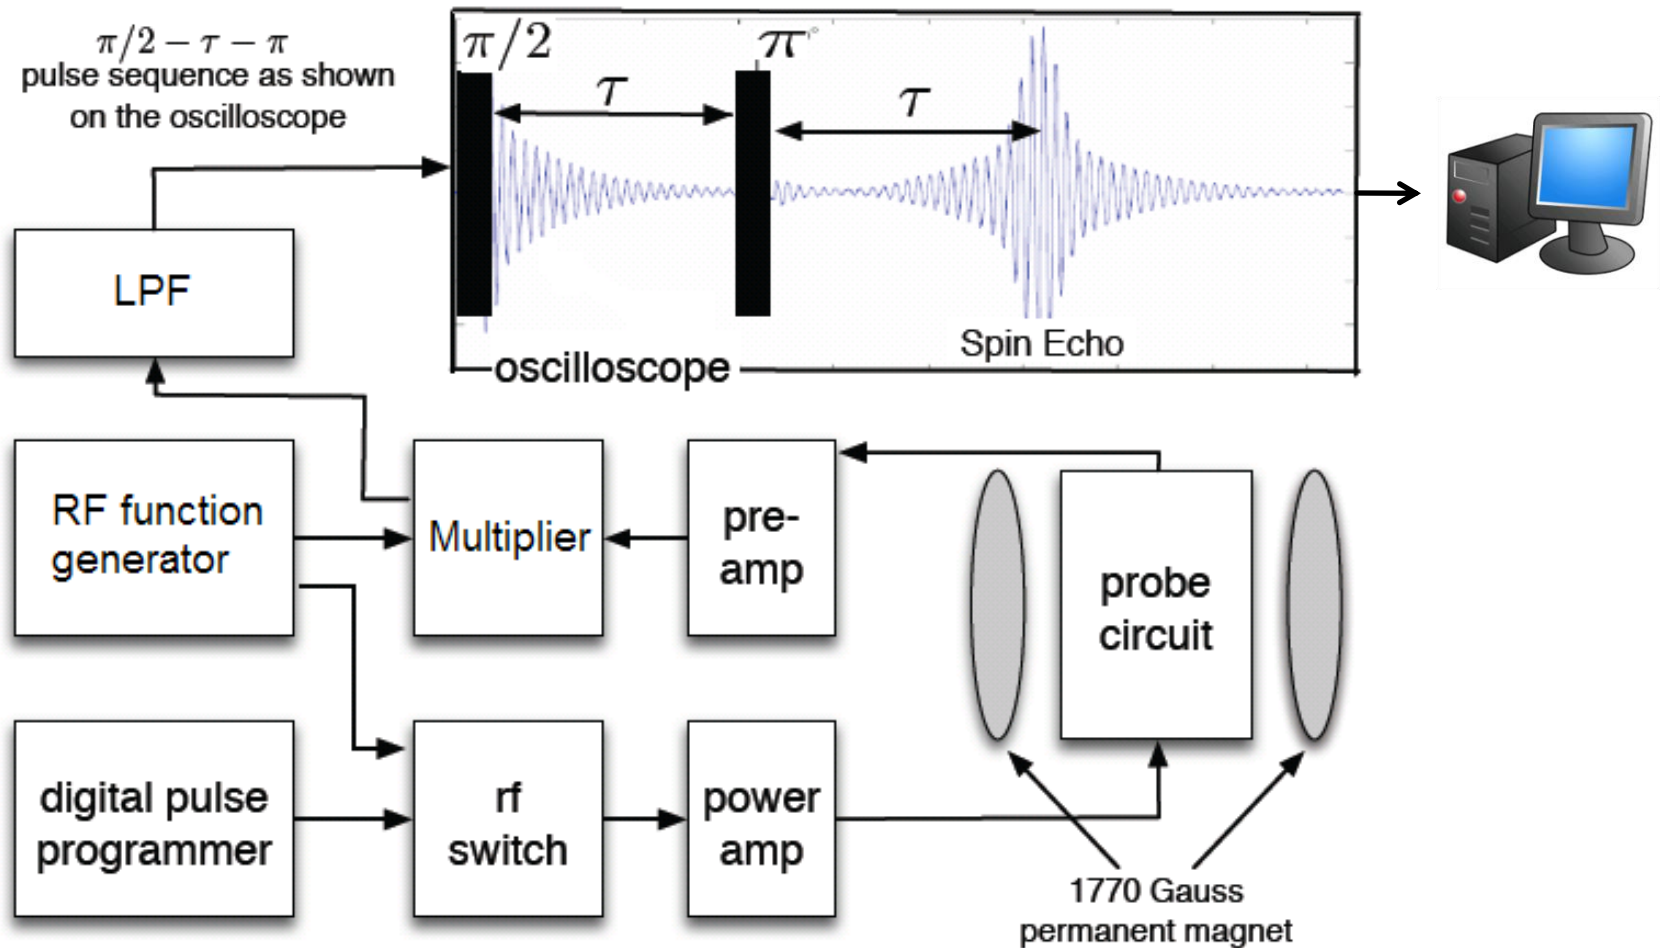 π/2 − τ − π
pulse sequence as shown
on the oscilloscope
π/2
π
τ
τ
Spin Echo
oscilloscope
LPF
RF function
generator
Multiplier
pre-
amp
probe
circuit
digital pulse
programmer
rf
switch
power
amp
1770 Gauss
permanent magnet